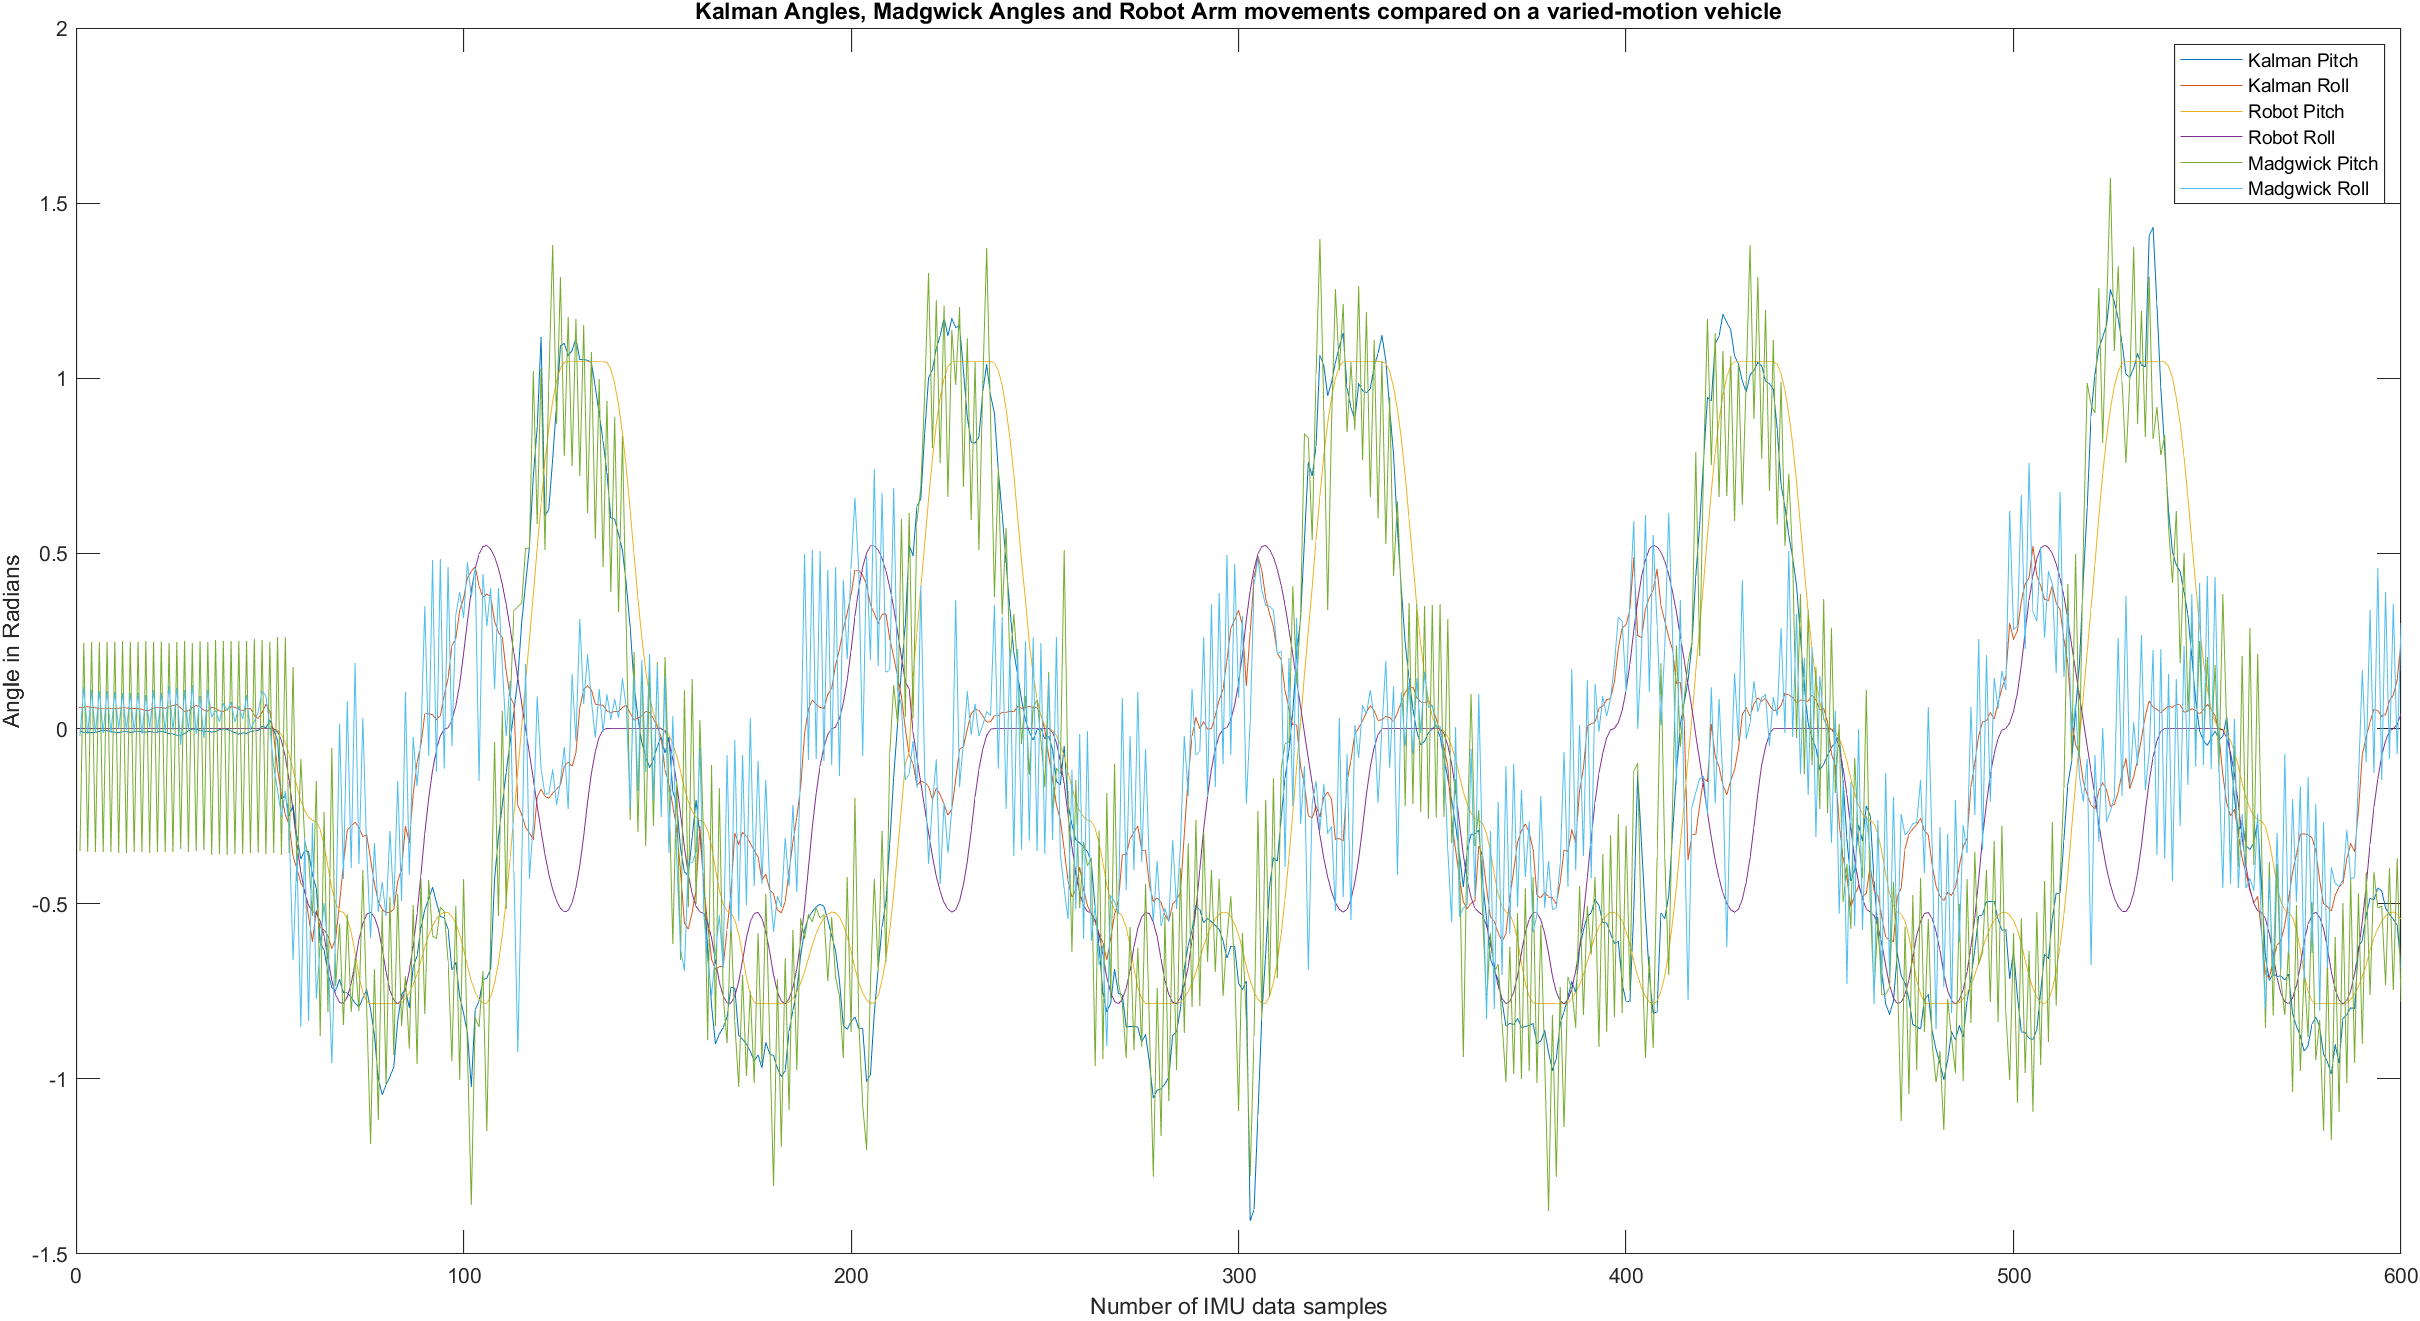 Kalman Angles, Madgwick Angles and Robot Arm movements compared on a varied-motion vehicle
2
1.5
1
0.5
0
-0.5
-1
-1.5
Angle in Radians
Kalman Pitch
Kalman Roll
Robot Pitch
Robot Roll
Madgwick Pitch
Madgwick Roll
0 100 200 300 400 500 600
Number of IMU data samples